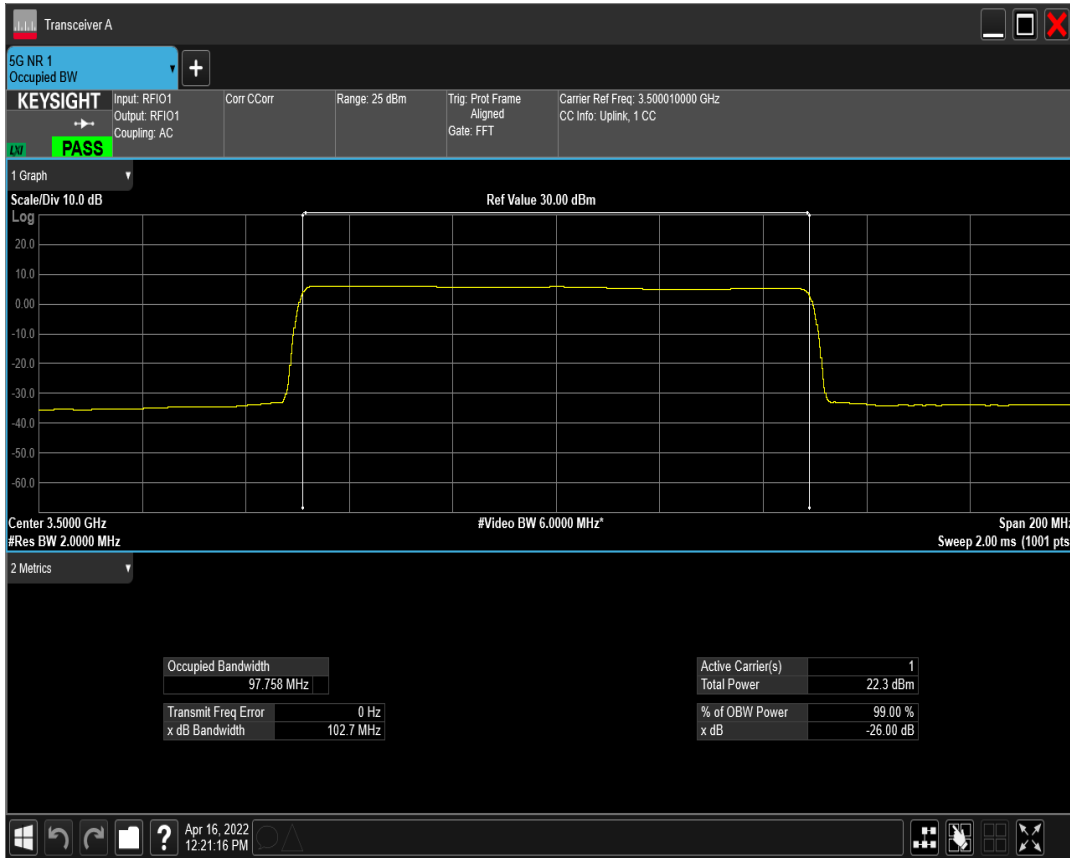 Transceiver A
5G NR 1
Occupied BW
KEYSIGHT
LXI
PASS
Input: RFIO1
Output: RFIO1
Coupling: AC
Corr CCorr
Range: 25 dBm
Trig: Prot Frame
Aligned
Gate: FFT
Carrier Ref Freq: 3.500010000 GHz
CC Info: Uplink, 1 CC
1 Graph
Scale/Div 10.0 dB
Ref Value 30.00 dBm
Log
20.0
10.0
0.00
-10.0
-20.0
-30.0
-40.0
-50.0
-60.0
Center 3.5000 GHz
#Video BW 6.0000 MHz*
Span 200 MHz
#Res BW 2.0000 MHz
Sweep 2.00 ms (1001 pts
2 Metrics
Occupied Bandwidth
97.758 MHz
Transmit Freq Error 0 Hz
x dB Bandwidth 102.7 MHz
Active Carrier(s) 1
Total Power 22.3 dBm
% of OBW Power 99.00 %
x dB -26.00 dB
?
Apr 16, 2022
12:21:16 PM